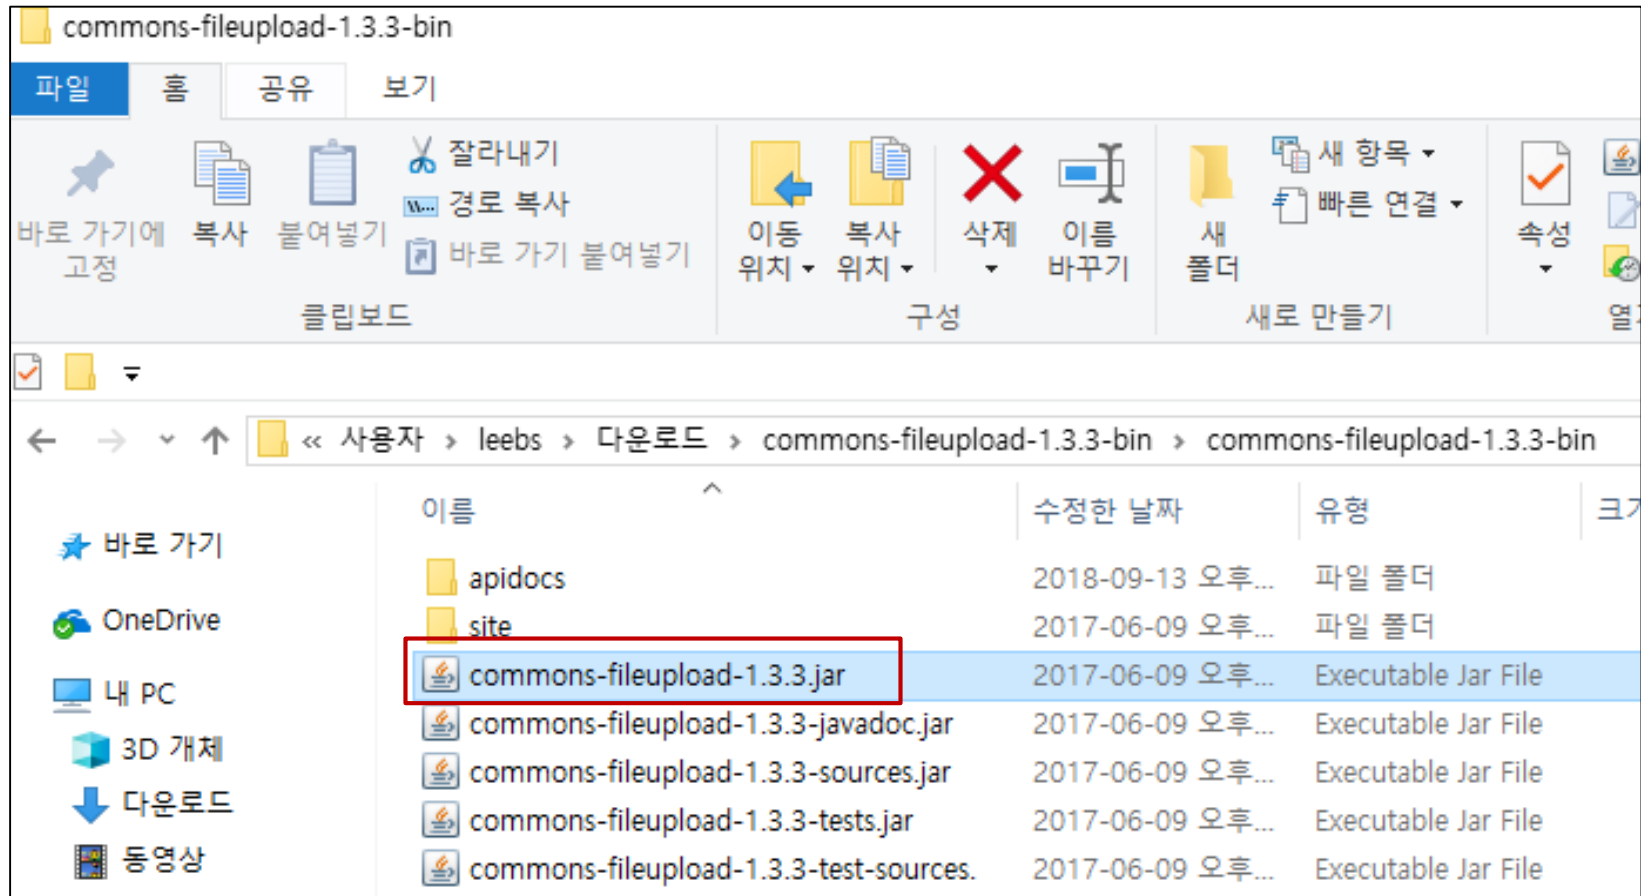 commons-fileupload-1.3.3-bin
파일 홈 공유 보기
바로 가기에 고정
복사
붙여넣기
잘라내기
경로 복사
바로 가기 붙여넣기
클립보드
이동 위치
복사 위치
삭제
이름 바꾸기
구성
새 폴더
새 항목
빠른 연결
새로 만들기
속성
« 사용자 > leebs > 다운로드 > commons-fileupload-1.3.3-bin > commons-fileupload-1.3.3-bin
바로 가기
OneDrive
내 PC
3D 개체
다운로드
동영상
이름 수정한 날짜 유형
apidocs 2018-09-13 오후... 파일 폴더
site 2017-06-09 오후... 파일 폴더
commons-fileupload-1.3.3.jar 2017-06-09 오후... Executable Jar File
commons-fileupload-1.3.3-javadoc.jar 2017-06-09 오후... Executable Jar File
commons-fileupload-1.3.3-sources.jar 2017-06-09 오후... Executable Jar File
commons-fileupload-1.3.3-tests.jar 2017-06-09 오후... Executable Jar File
commons-fileupload-1.3.3-test-sources. 2017-06-09 오후... Executable Jar File